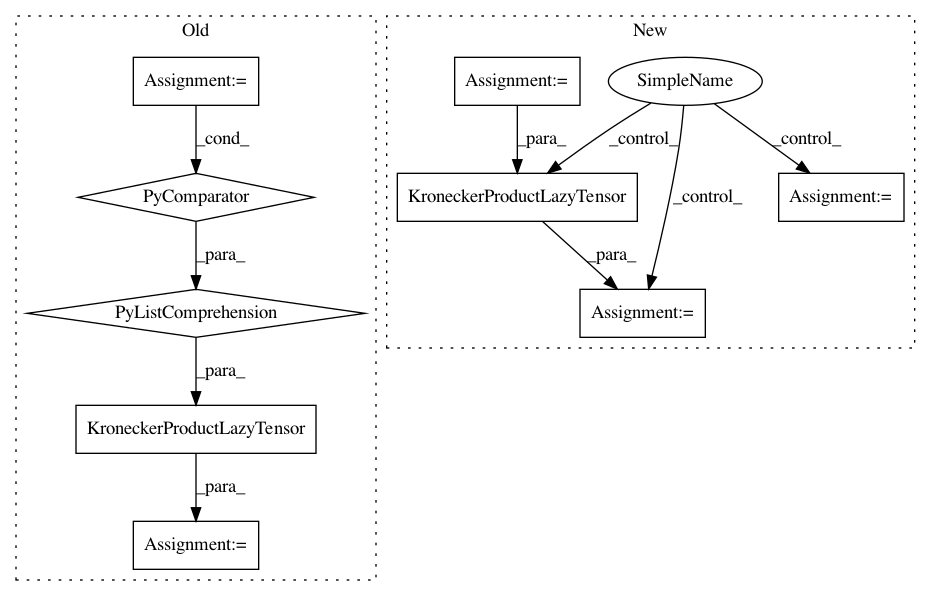 Old
Assignment:=
_cond_
PyComparator
_para_
PyListComprehension
_para_
KroneckerProductLazyTensor
_para_
Assignment:=
New
Assignment:=
SimpleName
_para_
_control_
_control_
KroneckerProductLazyTensor
_control_
Assignment:=
_para_
Assignment:=